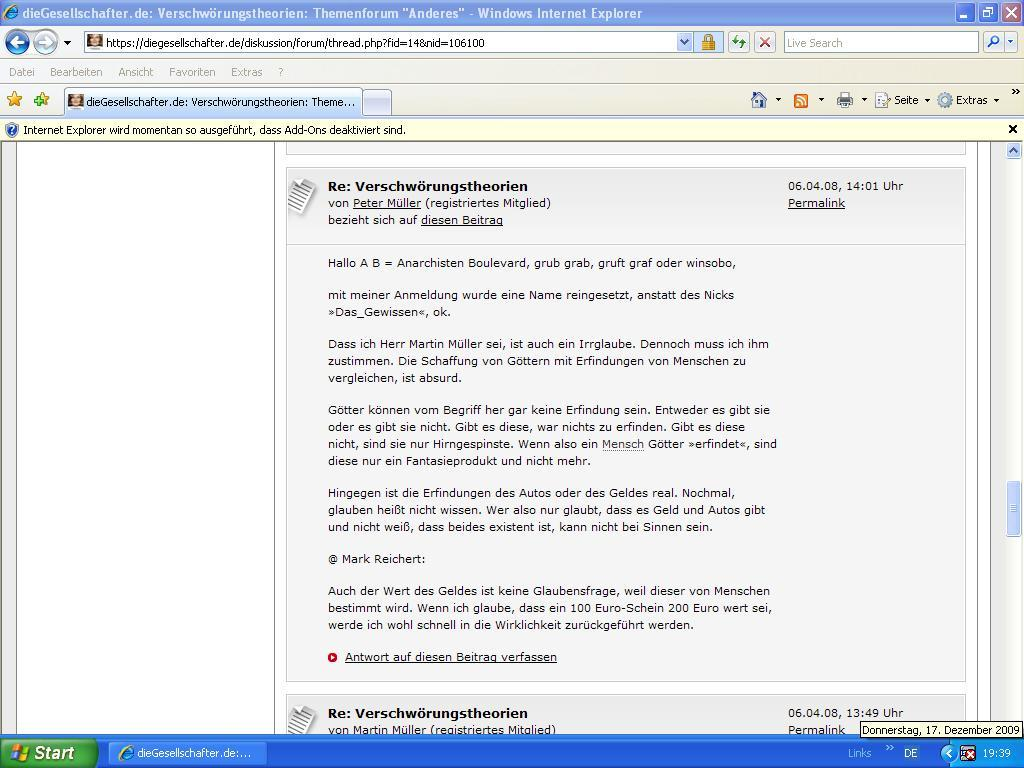 dieGesellschafter.de: Verschwörungstheorien: Themenforum "Anderes" - Windows Internet Explorer
https://diegesellschafter.de/diskussion/forum/thread.php?fid=14&nid=106100
Live Search
Datei Bearbeiten Ansicht Favoriten Extras ?
dieGesellschafter.de: Verschwörungstheorien: Theme...
Seite Extras »
Internet Explorer wird momentan so ausgeführt, dass Add-Ons deaktiviert sind.
Re: Verschwörungstheorien 06.04.08, 14:01 Uhr
von Peter Müller (registriertes Mitglied) Permalink
bezieht sich auf diesen Beitrag
Hallo A B = Anarchisten Boulevard, grub grab, gruft graf oder winsobo,
mit meiner Anmeldung wurde eine Name reingesetzt, anstatt des Nicks
»Das_Gewissen«, ok.
Dass ich Herr Martin Müller sei, ist auch ein Irrglaube. Dennoch muss ich ihm
zustimmen. Die Schaffung von Göttern mit Erfindungen von Menschen zu
vergleichen, ist absurd.
Götter können vom Begriff her gar keine Erfindung sein. Entweder es gibt sie
oder es gibt sie nicht. Gibt es diese, war nichts zu erfinden. Gibt es diese
nicht, sind sie nur Hirngespinste. Wenn also ein Mensch Götter »erfindet«, sind
diese nur ein Fantasieprodukt und nicht mehr.
Hingegen ist die Erfindungen des Autos oder des Geldes real. Nochmal,
glauben heißt nicht wissen. Wer also nur glaubt, dass es Geld und Autos gibt
und nicht weiß, dass beides existent ist, kann nicht bei Sinnen sein.
@ Mark Reichert:
Auch der Wert des Geldes ist keine Glaubensfrage, weil dieser von Menschen
bestimmt wird. Wenn ich glaube, dass ein 100 Euro-Schein 200 Euro wert sei,
werde ich wohl schnell in die Wirklichkeit zurückgeführt werden.
Antwort auf diesen Beitrag verfassen
Re: Verschwörungstheorien 06.04.08, 13:49 Uhr
von Martin Müller (registriertes Mitglied) Permalink
Donnerstag, 17. Dezember 2009
Start dieGesellschafter.de:... Links » DE 19:39